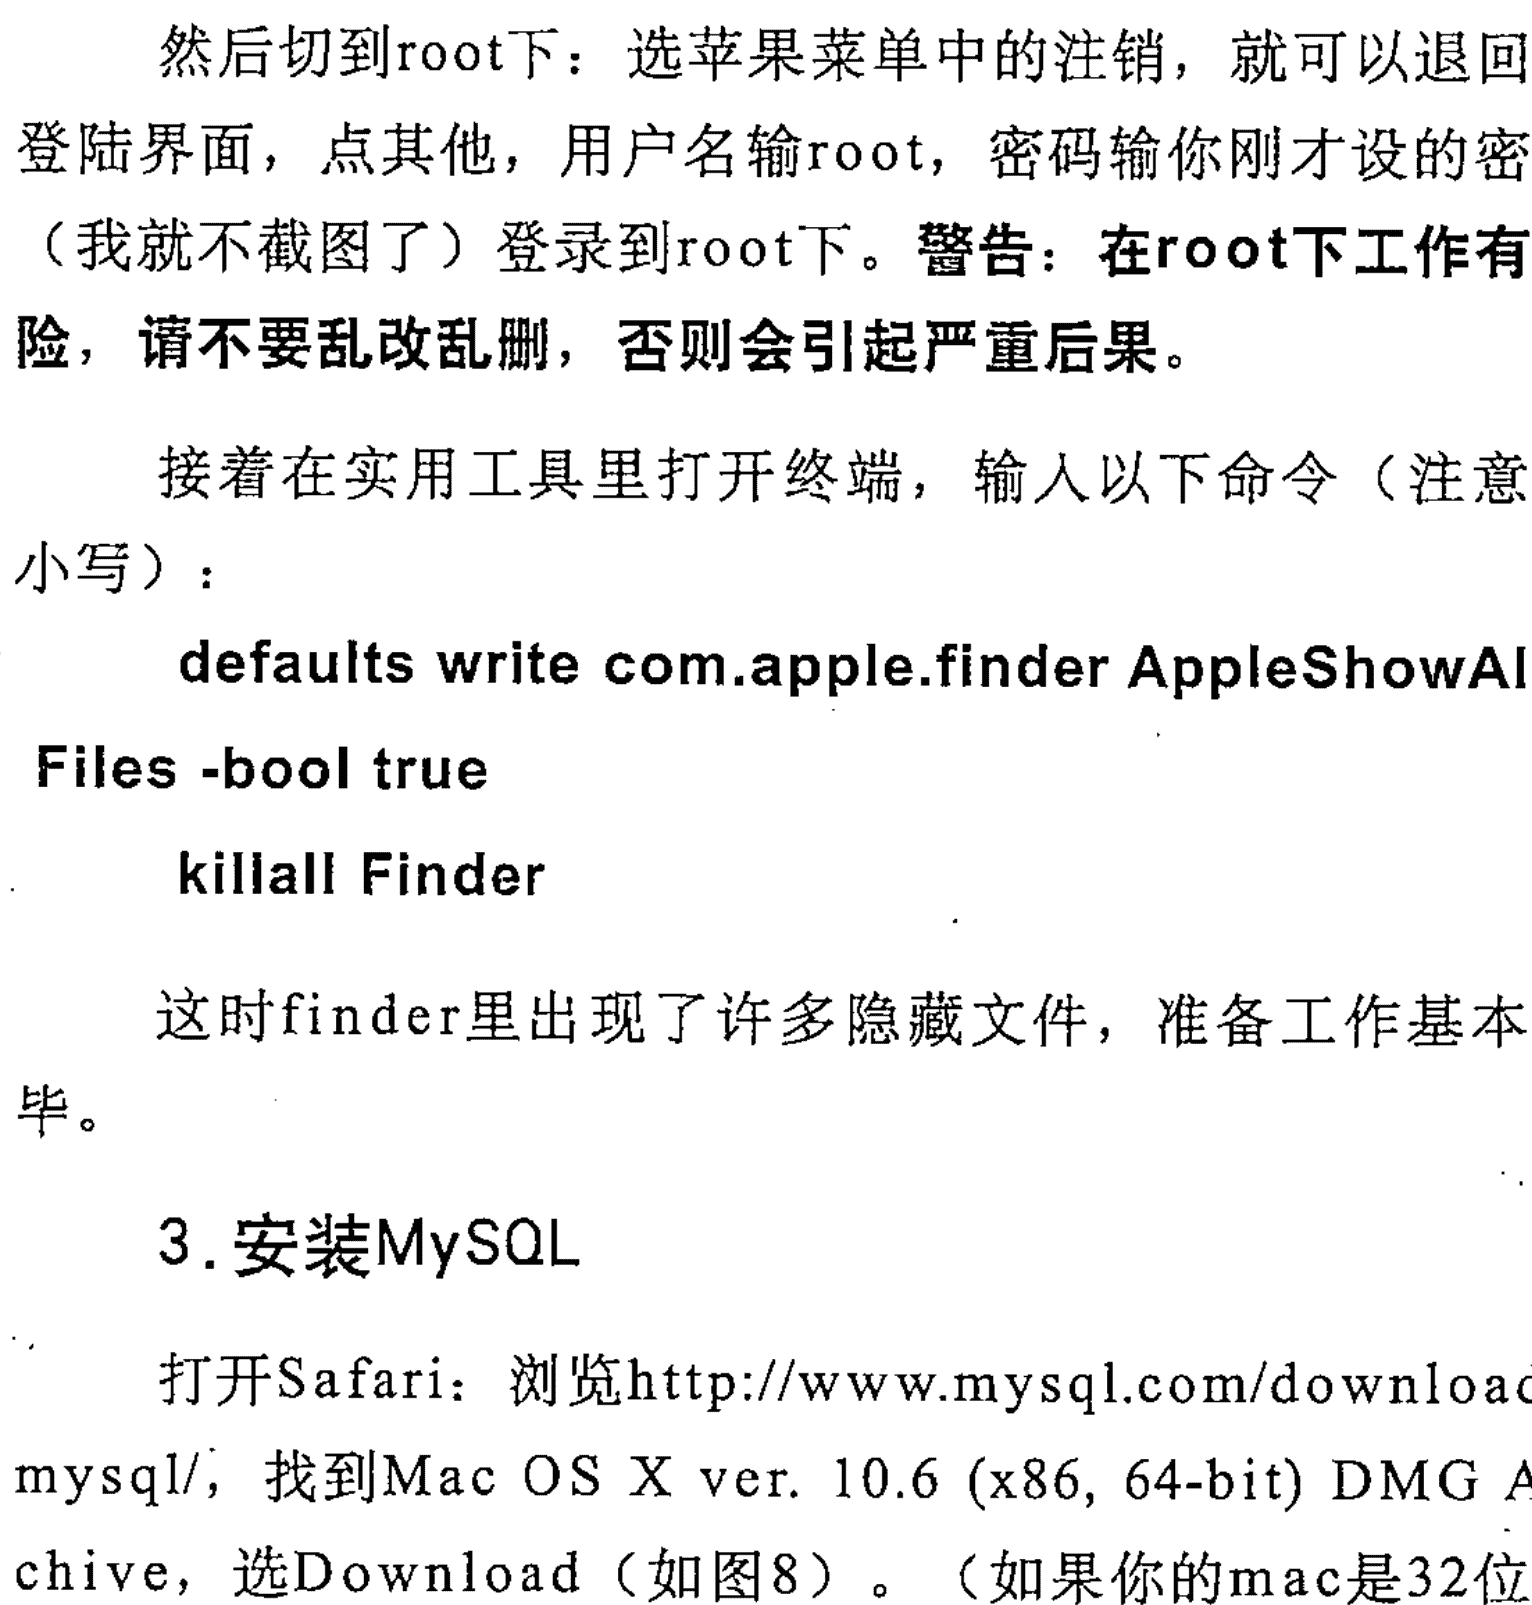 然后切到root下：选苹果菜单中的注销，就可以退回
登陆界面，点其他，用户名输root，密码输你刚才设的密
（我就不截图了）登录到root下。警告：在root下工作有
险，请不要乱改乱删，否则会引起严重后果。
接着在实用工具里打开终端，输入以下命令（注意
小写）：
defaults write com.apple.finder AppleShowAl
Files -bool true
killall Finder
这时finder里出现了许多隐藏文件，准备工作基本
毕。
3.安装MySQL
打开Safari：浏览http://www.mysql.com/download
mysql/，找到Mac OS X ver. 10.6 (x86, 64-bit) DMG A
chive，选Download（如图8）。（如果你的mac是32位